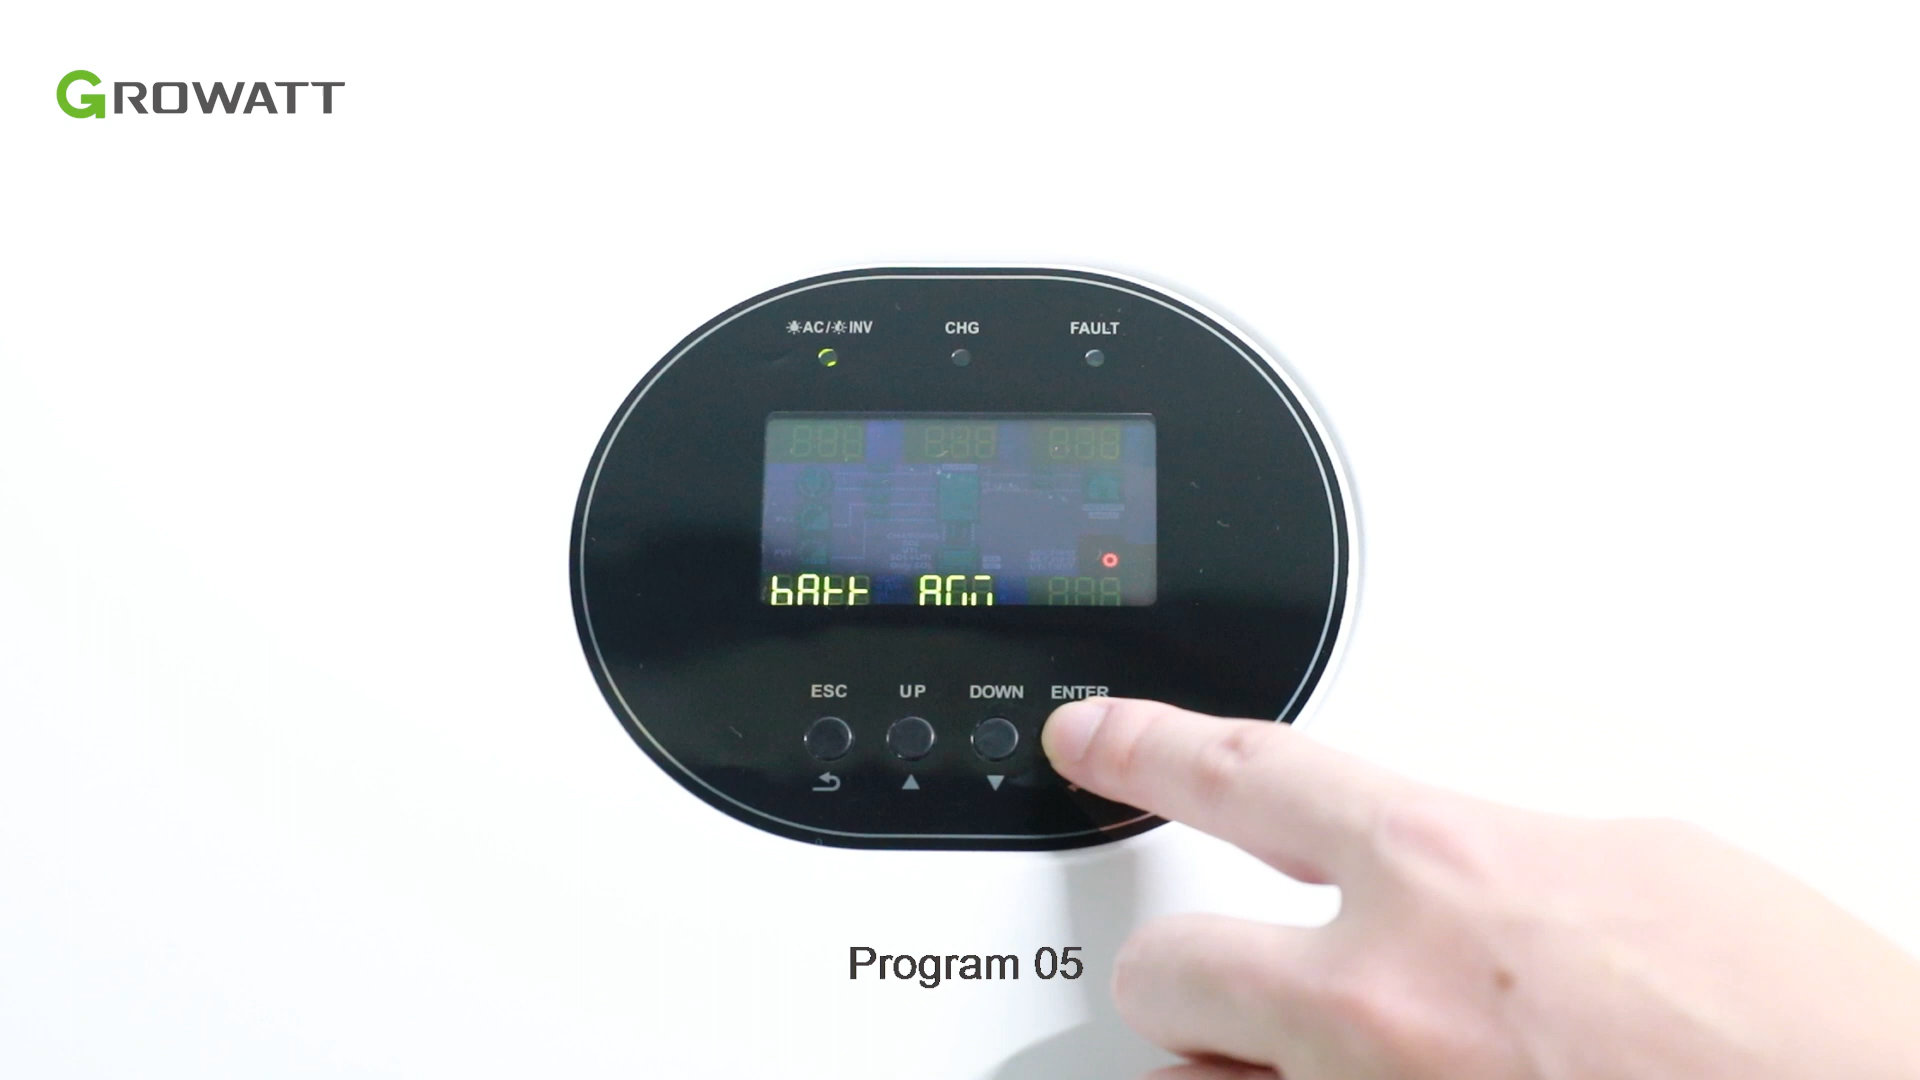 GROWATT
AC/ INV CHG FAULT
bAtt AGM
ESC UP DOWN ENTER
Program 05